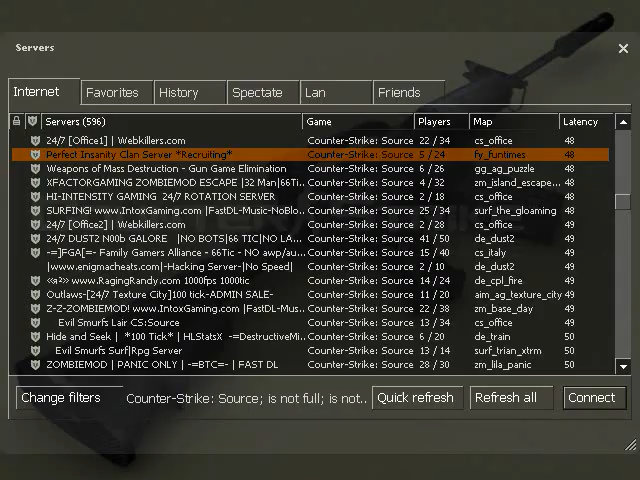 Servers
Internet Favorites History Spectate Lan Friends
Servers (596) Game Players Map Latency
24/7 [Office1] | Webkillers.com Counter-Strike: Source 22 / 34 cs_office 48
Perfect Insanity Clan Server *Recruiting* Counter-Strike: Source 5 / 24 fy_funtimes 48
Weapons of Mass Destruction - Gun Game Elimination Counter-Strike: Source 6 / 26 gg_ag_puzzle 48
XFACTORGAMING ZOMBIEMOD ESCAPE |32 Man|66Ti... Counter-Strike: Source 4 / 32 zm_island_escape... 48
HI-INTENSITY GAMING 24/7 ROTATION SERVER Counter-Strike: Source 2 / 18 cs_office 48
SURFING! www.IntoxGaming.com |FastDL-Music-NoBlo... Counter-Strike: Source 25 / 34 surf_the_gloaming 48
24/7 [Office2] | Webkillers.com Counter-Strike: Source 2 / 28 cs_office 49
24/7 DUST2 N00b GALORE |NO BOTS|66 TIC|NO LA... Counter-Strike: Source 41 / 50 de_dust2 49
-=]FGA[=- Family Gamers Alliance - 66Tic - NO awp/au... Counter-Strike: Source 15 / 40 cs_italy 49
|www.enigmacheats.com|-Hacking Server-|No Speed| Counter-Strike: Source 2 / 10 de_dust2 49
www.RagingRandy.com 1000fps 100tic Counter-Strike: Source 14 / 24 de_cpl_fire 49
Outlaws-[24/7 Texture City]100 tick-ADMIN SALE- Counter-Strike: Source 11 / 20 aim_ag_texture_city 49
Z-Z-ZOMBIEMOD! www.IntoxGaming.com |FastDL-Mus... Counter-Strike: Source 22 / 38 zm_base_day 49
Evil Smurfs Lair CS:Source Counter-Strike: Source 13 / 34 cs_office 49
Hide and Seek | *100 Tick* | HLStatsX -=DestructiveMi... Counter-Strike: Source 6 / 20 de_train 50
Evil Smurfs Surf|Rpg Server Counter-Strike: Source 13 / 14 surf_trian_xtrm 50
ZOMBIEMOD | PANIC ONLY | -=BTC=- | FAST DL Counter-Strike: Source 28 / 30 zm_lila_panic 50
Change filters Counter-Strike: Source; is not full; is not.. Quick refresh Refresh all Connect